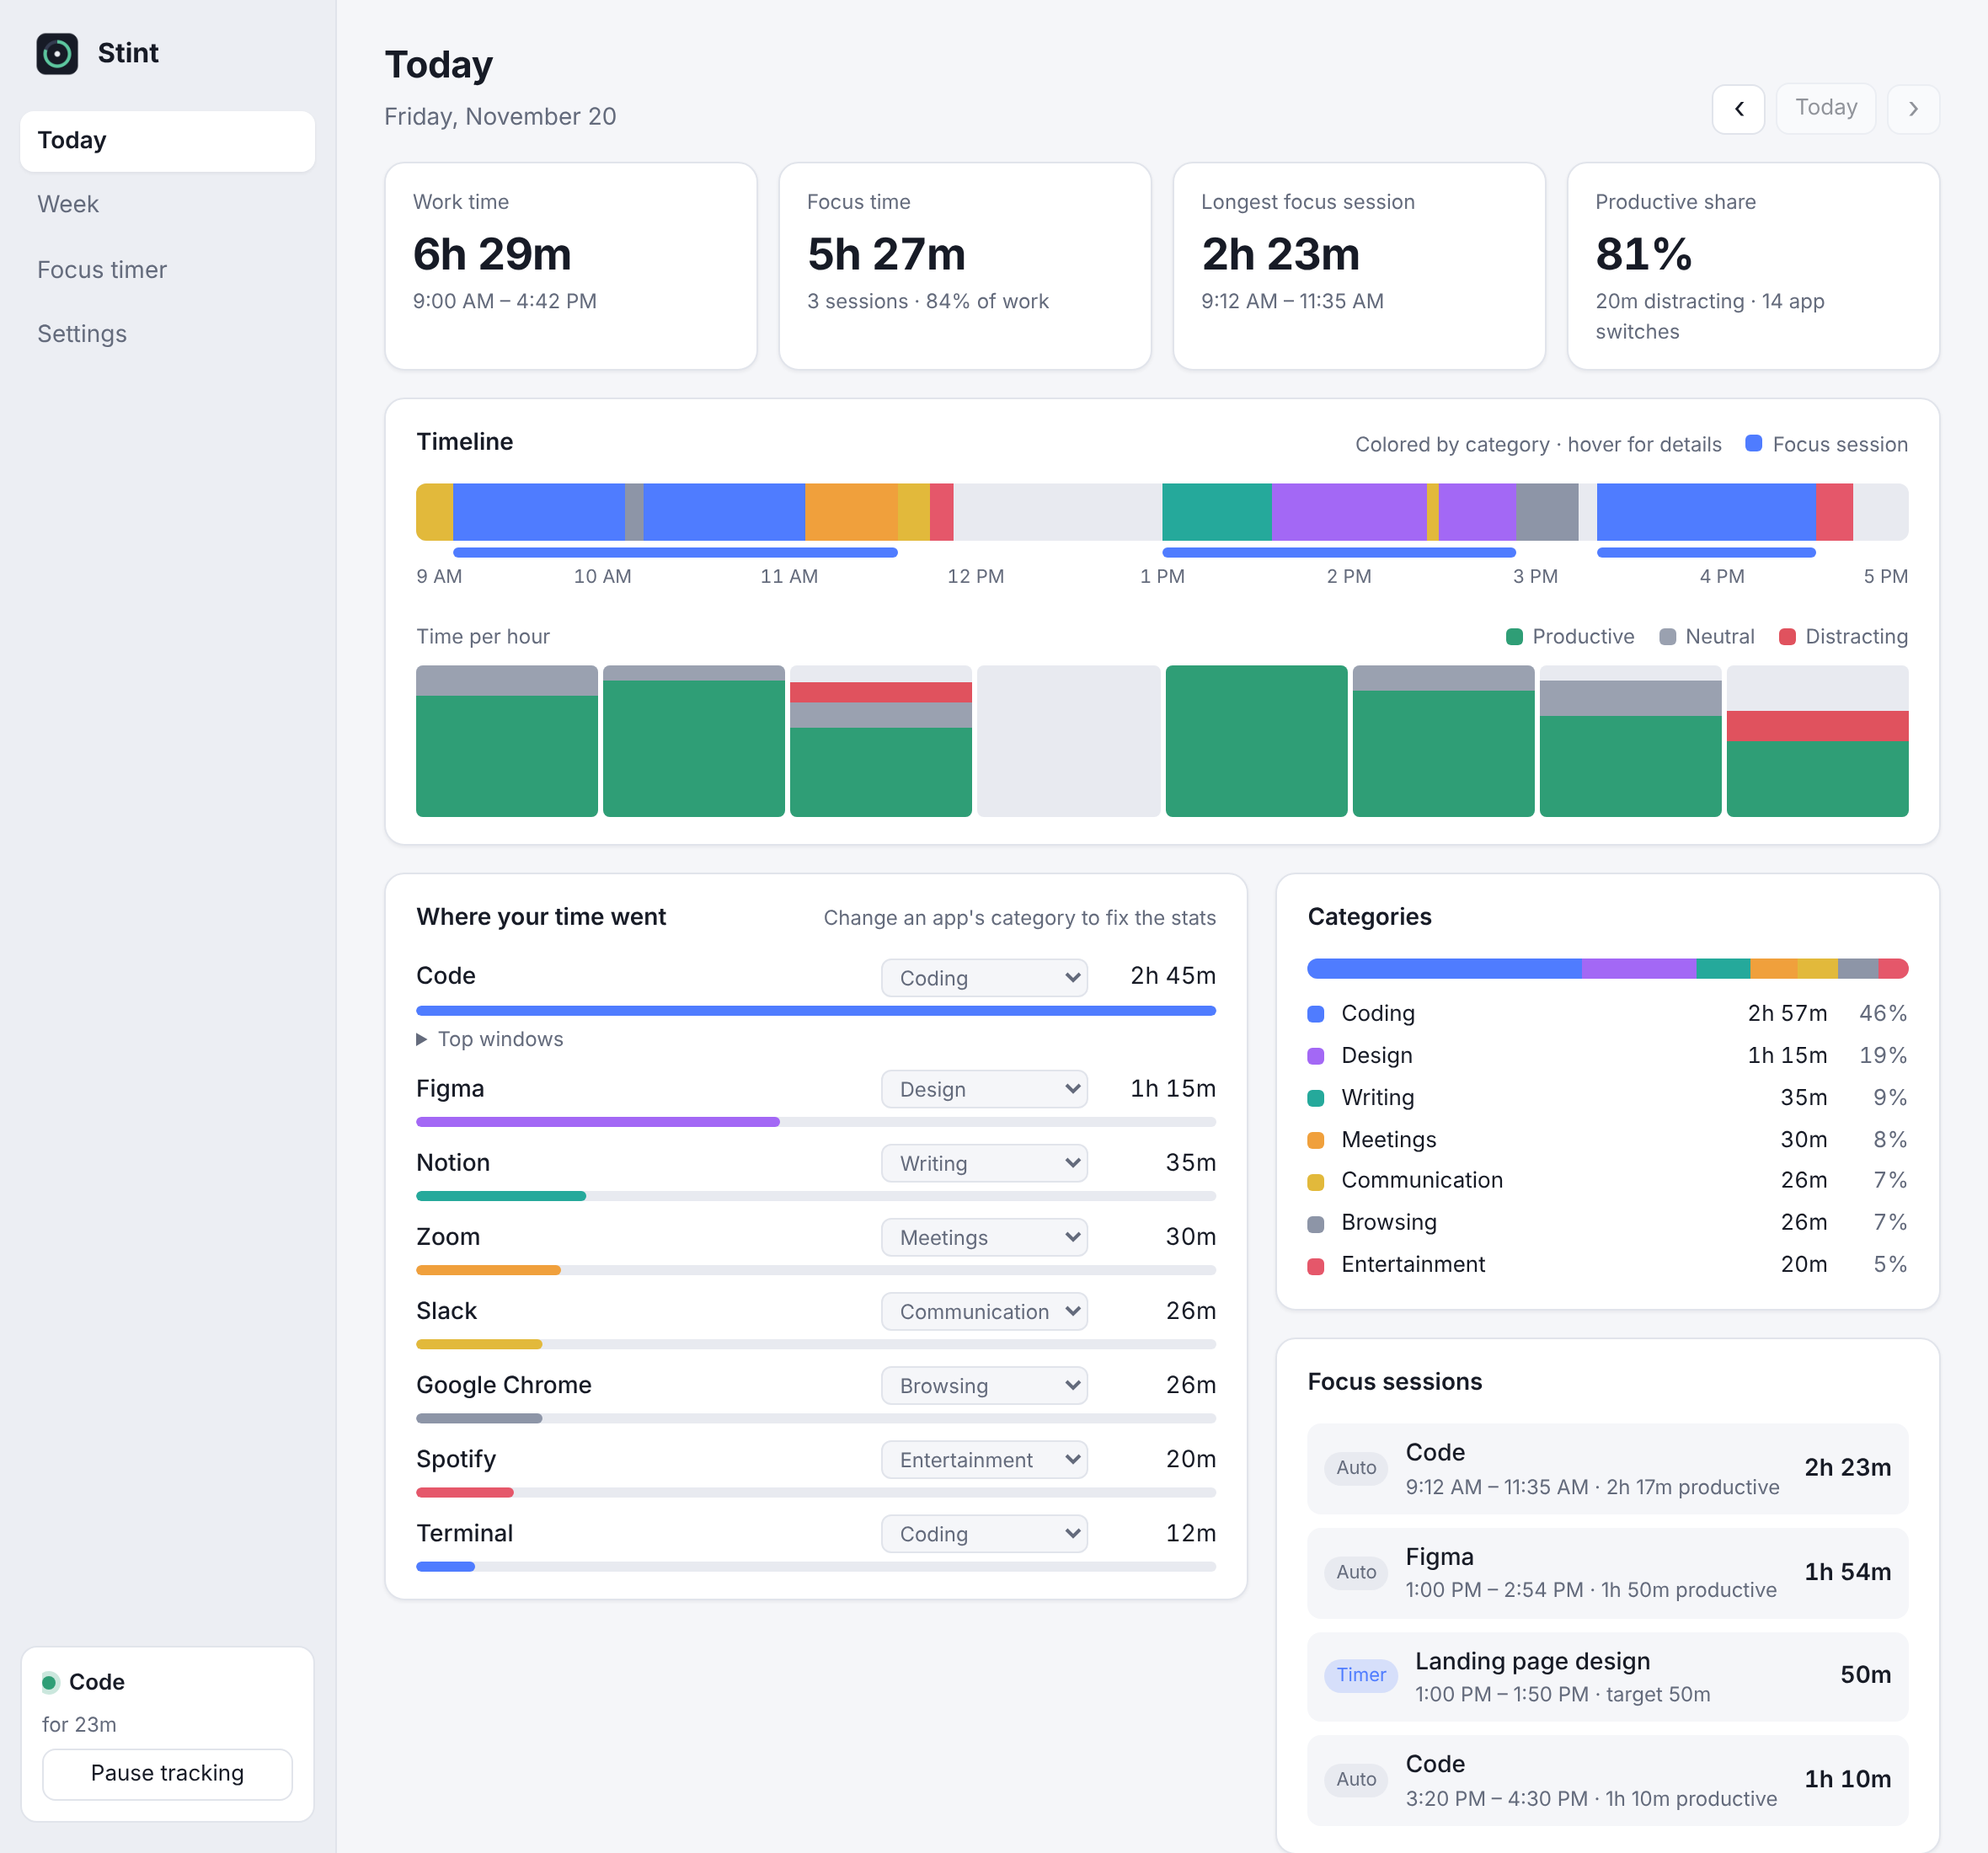 Stint
Today
Week
Focus timer
Settings
Code
for 23m
Pause tracking
Today
Friday, November 20
Today
Work time
6h 29m
9:00 AM – 4:42 PM
Focus time
5h 27m
3 sessions · 84% of work
Longest focus session
2h 23m
9:12 AM – 11:35 AM
Productive share
81%
20m distracting · 14 app
switches
Timeline
Colored by category · hover for details
Focus session
9 AM 10 AM 11 AM 12 PM 1 PM 2 PM 3 PM 4 PM 5 PM
Time per hour
Productive Neutral Distracting
Where your time went
Change an app's category to fix the stats
Code Coding 2h 45m
Top windows
Figma Design 1h 15m
Notion Writing 35m
Zoom Meetings 30m
Slack Communication 26m
Google Chrome Browsing 26m
Spotify Entertainment 20m
Terminal Coding 12m
Categories
Coding 2h 57m 46%
Design 1h 15m 19%
Writing 35m 9%
Meetings 30m 8%
Communication 26m 7%
Browsing 26m 7%
Entertainment 20m 5%
Focus sessions
Auto
Code
9:12 AM – 11:35 AM · 2h 17m productive
2h 23m
Auto
Figma
1:00 PM – 2:54 PM · 1h 50m productive
1h 54m
Timer
Landing page design
1:00 PM – 1:50 PM · target 50m
50m
Auto
Code
3:20 PM – 4:30 PM · 1h 10m productive
1h 10m